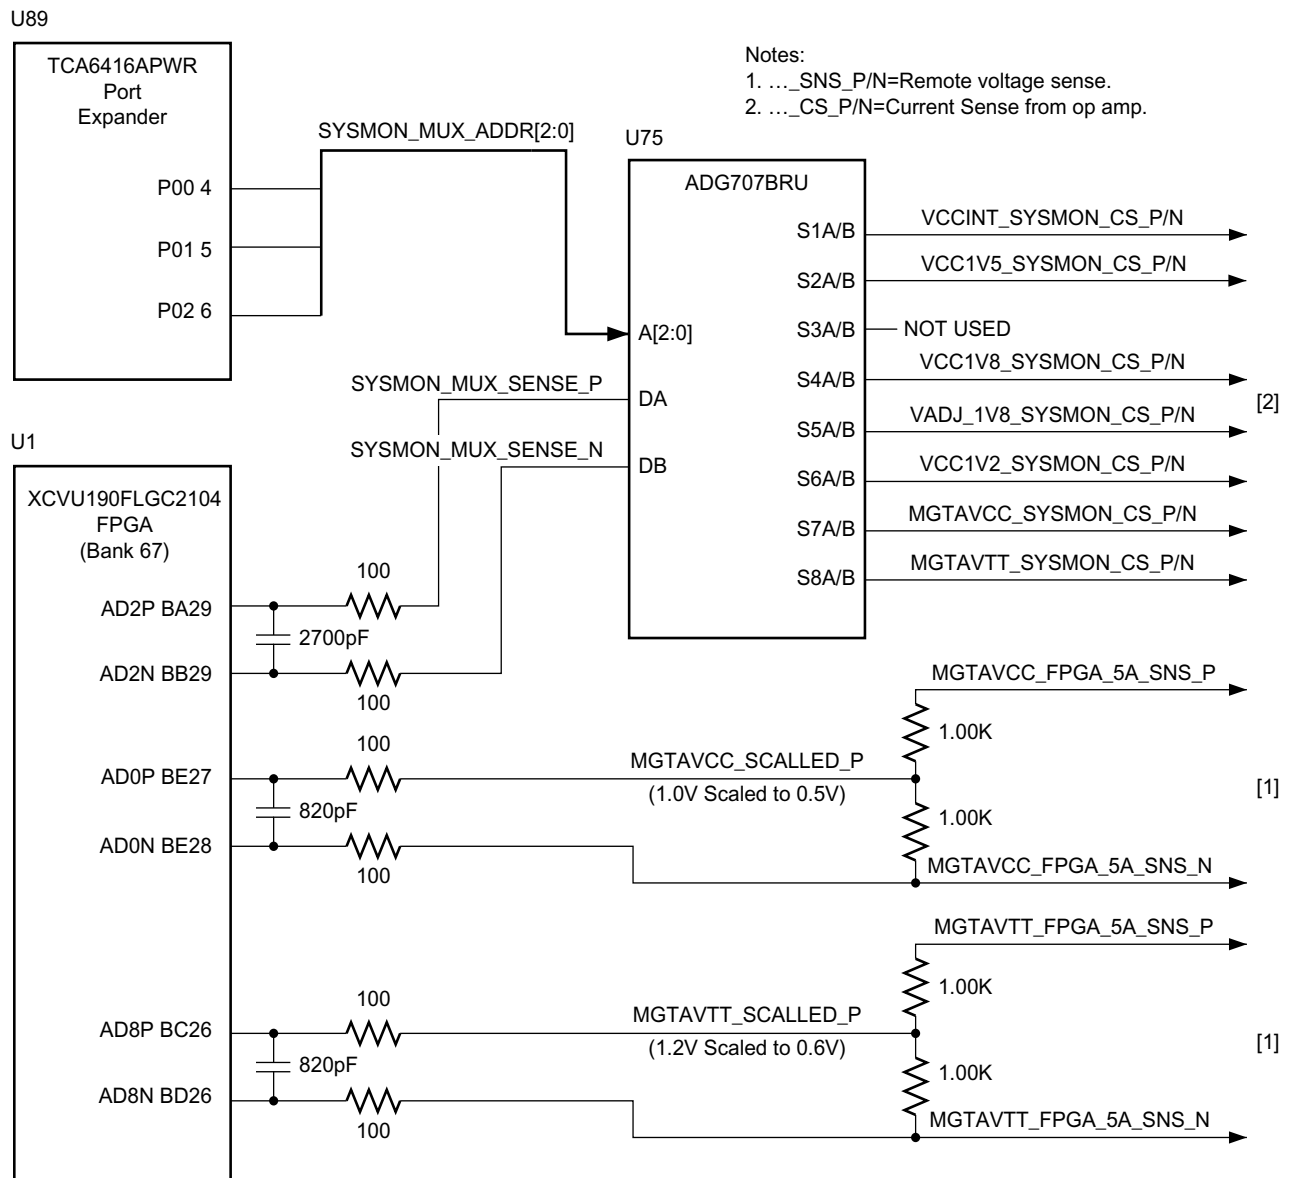 U89
TCA6416APWR
Port
Expander
P00 4
P01 5
P02 6
SYSMON_MUX_ADDR[2:0]
Notes:
1. …_SNS_P/N=Remote voltage sense.
2. …_CS_P/N=Current Sense from op amp.
U75
ADG707BRU
A[2:0]
DA
DB
S1A/B
S2A/B
S3A/B
S4A/B
S5A/B
S6A/B
S7A/B
S8A/B
VCCINT_SYSMON_CS_P/N
VCC1V5_SYSMON_CS_P/N
NOT USED
VCC1V8_SYSMON_CS_P/N
VADJ_1V8_SYSMON_CS_P/N
VCC1V2_SYSMON_CS_P/N
MGTAVCC_SYSMON_CS_P/N
MGTAVTT_SYSMON_CS_P/N
[2]
SYSMON_MUX_SENSE_P
SYSMON_MUX_SENSE_N
U1
XCVU190FLGC2104
FPGA
(Bank 67)
AD2P BA29
AD2N BB29
AD0P BE27
AD0N BE28
AD8P BC26
AD8N BD26
100
2700pF
100
100
820pF
100
100
820pF
100
MGTAVCC_SCALLED_P
(1.0V Scaled to 0.5V)
MGTAVCC_FPGA_5A_SNS_P
1.00K
1.00K
MGTAVCC_FPGA_5A_SNS_N
[1]
MGTAVTT_SCALLED_P
(1.2V Scaled to 0.6V)
MGTAVTT_FPGA_5A_SNS_P
1.00K
1.00K
MGTAVTT_FPGA_5A_SNS_N
[1]